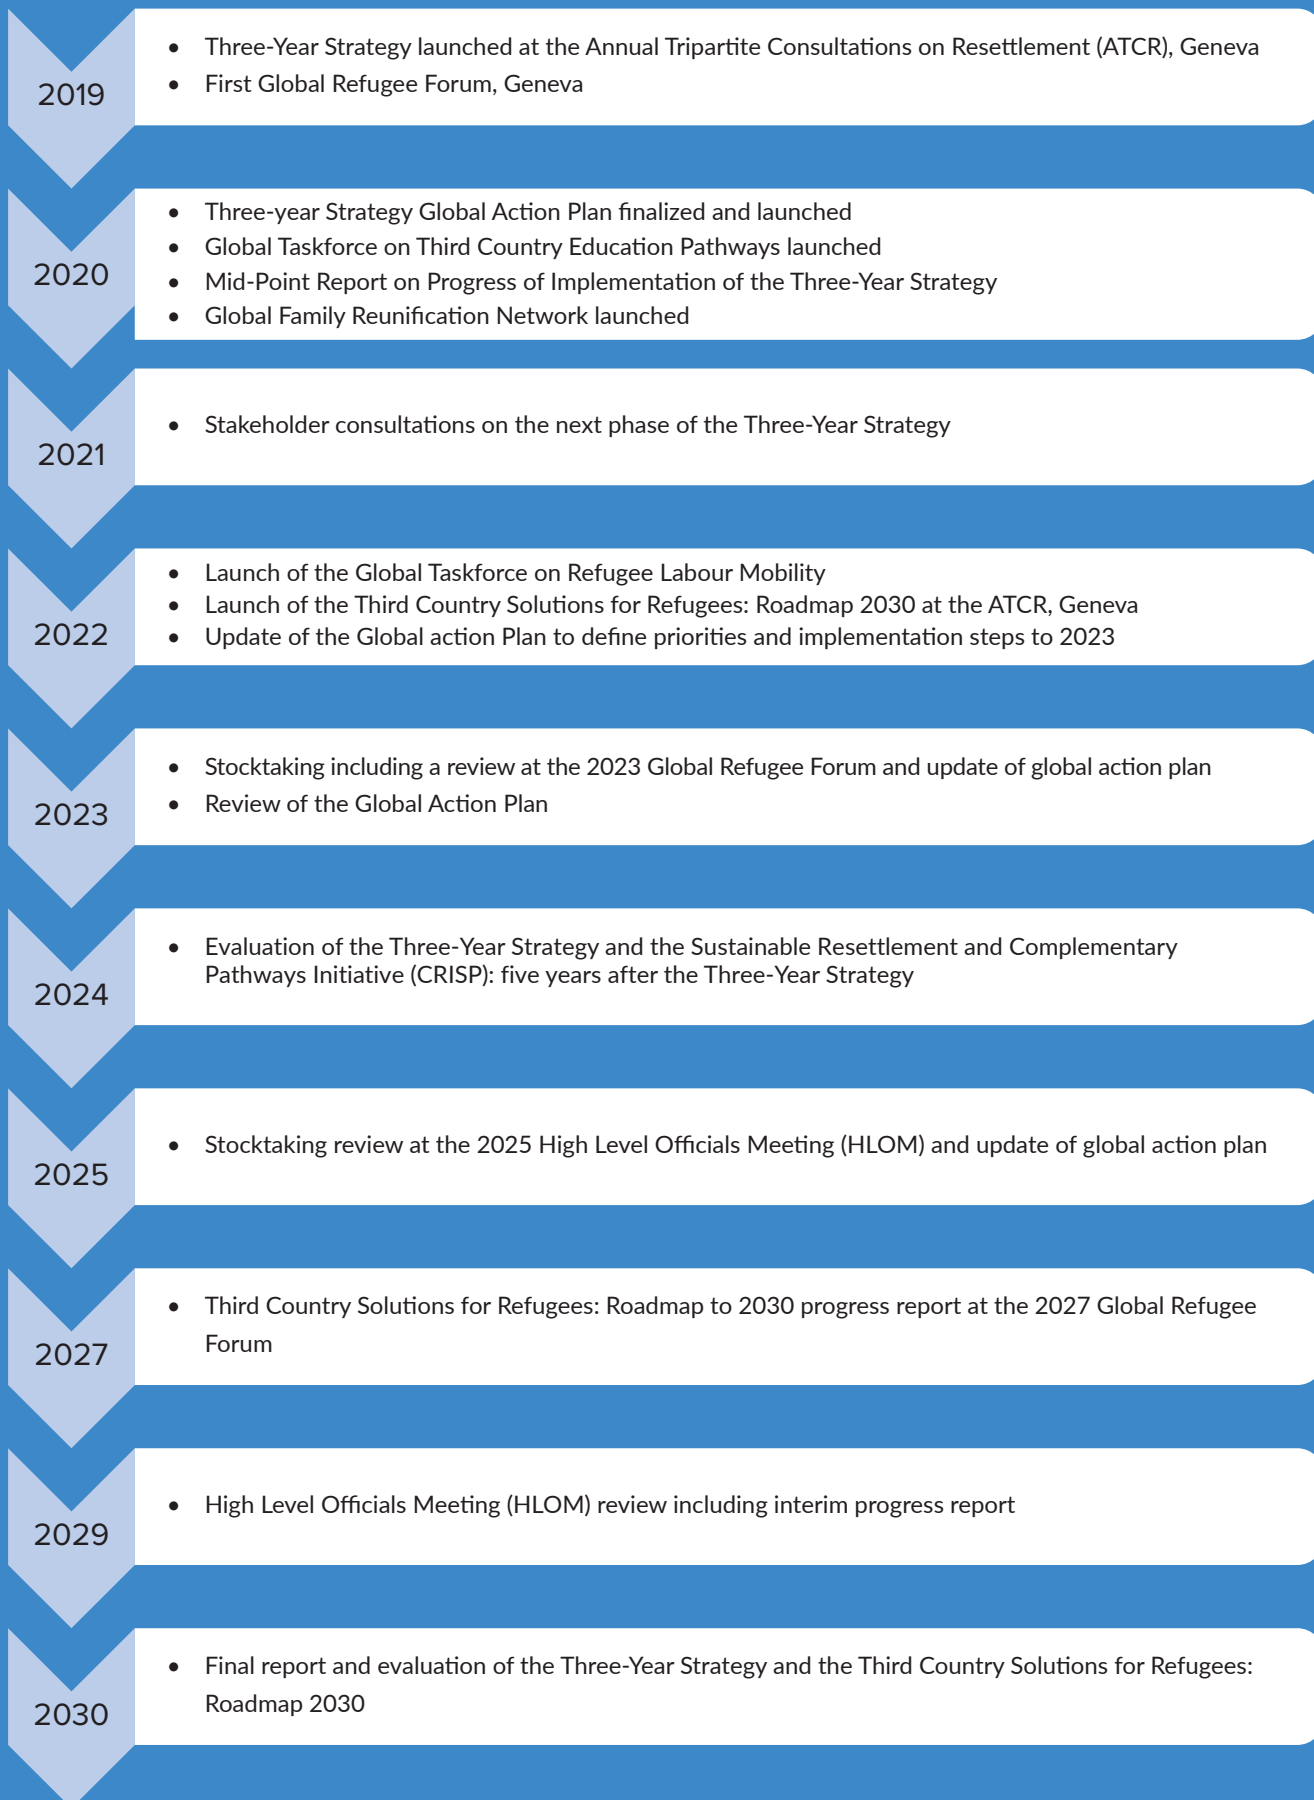 2019
• Three-Year Strategy launched at the Annual Tripartite Consultations on Resettlement (ATCR), Geneva
• First Global Refugee Forum, Geneva
2020
• Three-year Strategy Global Action Plan finalized and launched
• Global Taskforce on Third Country Education Pathways launched
• Mid-Point Report on Progress of Implementation of the Three-Year Strategy
• Global Family Reunification Network launched
2021
• Stakeholder consultations on the next phase of the Three-Year Strategy
2022
• Launch of the Global Taskforce on Refugee Labour Mobility
• Launch of the Third Country Solutions for Refugees: Roadmap 2030 at the ATCR, Geneva
• Update of the Global action Plan to define priorities and implementation steps to 2023
2023
• Stocktaking including a review at the 2023 Global Refugee Forum and update of global action plan
• Review of the Global Action Plan
2024
• Evaluation of the Three-Year Strategy and the Sustainable Resettlement and Complementary
Pathways Initiative (CRISP): five years after the Three-Year Strategy
2025
• Stocktaking review at the 2025 High Level Officials Meeting (HLOM) and update of global action plan
2027
• Third Country Solutions for Refugees: Roadmap to 2030 progress report at the 2027 Global Refugee
Forum
2029
• High Level Officials Meeting (HLOM) review including interim progress report
2030
• Final report and evaluation of the Three-Year Strategy and the Third Country Solutions for Refugees:
Roadmap 2030